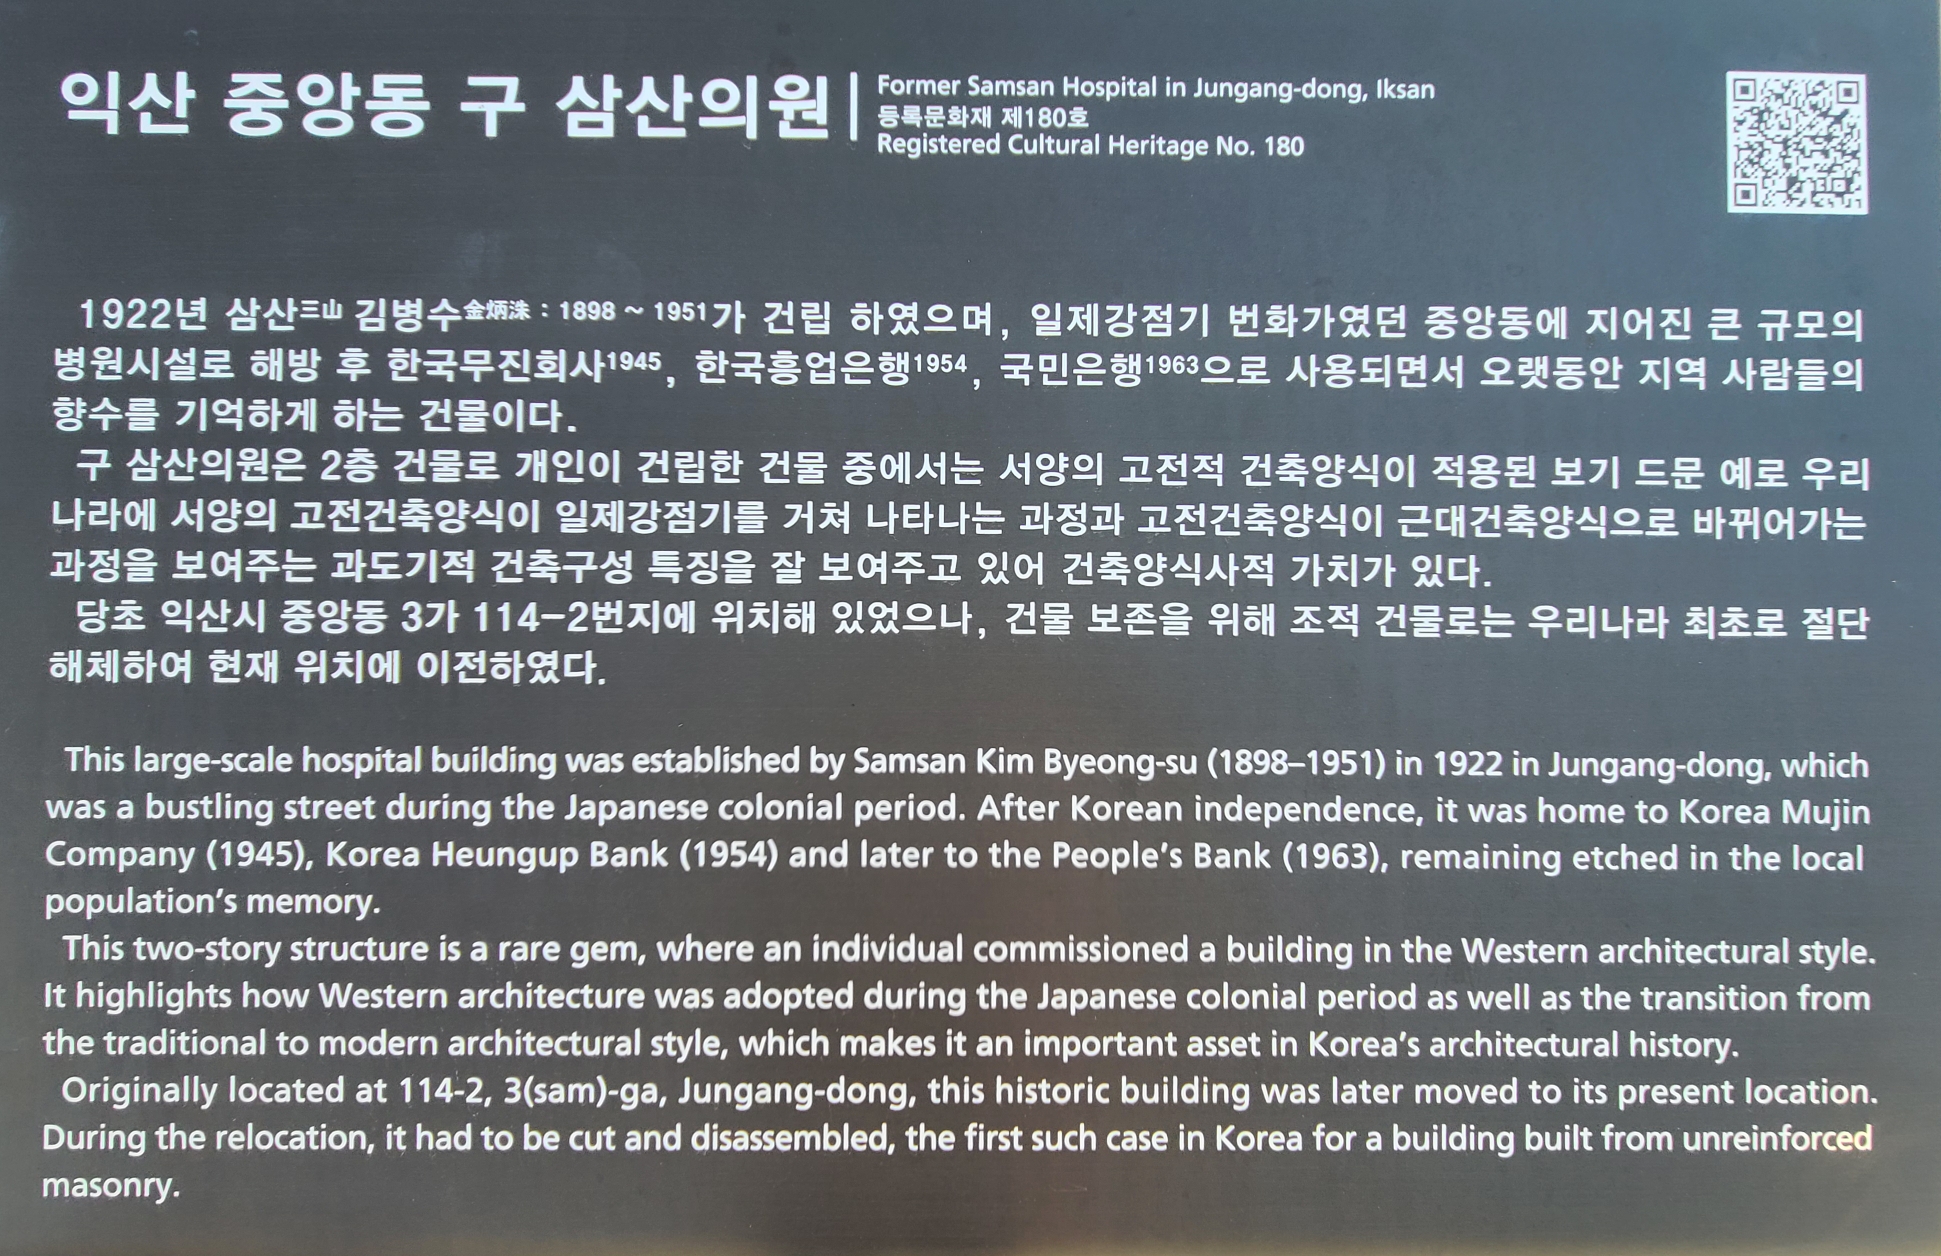 익산 중앙동 구 삼산의원
Former Samsan Hospital in Jungang-dong, Iksan
등록문화재 제180호
Registered Cultural Heritage No. 180
1922년 삼산三山 김병수金炳洙 : 1898 ~ 1951가 건립 하였으며, 일제강점기 번화가였던 중앙동에 지어진 큰 규모의
병원시설로 해방 후 한국무진회사1945, 한국흥업은행1954, 국민은행1963으로 사용되면서 오랫동안 지역 사람들의
향수를 기억하게 하는 건물이다.
구 삼산의원은 2층 건물로 개인이 건립한 건물 중에서는 서양의 고전적 건축양식이 적용된 보기 드문 예로 우리
나라에 서양의 고전건축양식이 일제강점기를 거쳐 나타나는 과정과 고전건축양식이 근대건축양식으로 바뀌어가는
과정을 보여주는 과도기적 건축구성 특징을 잘 보여주고 있어 건축양식사적 가치가 있다.
당초 익산시 중앙동 3가 114-2번지에 위치해 있었으나, 건물 보존을 위해 조적 건물로는 우리나라 최초로 절단
해체하여 현재 위치에 이전하였다.
This large-scale hospital building was established by Samsan Kim Byeong-su (1898–1951) in 1922 in Jungang-dong, which
was a bustling street during the Japanese colonial period. After Korean independence, it was home to Korea Mujin
Company (1945), Korea Heungup Bank (1954) and later to the People's Bank (1963), remaining etched in the local
population's memory.
This two-story structure is a rare gem, where an individual commissioned a building in the Western architectural style.
It highlights how Western architecture was adopted during the Japanese colonial period as well as the transition from
the traditional to modern architectural style, which makes it an important asset in Korea's architectural history.
Originally located at 114-2, 3(sam)-ga, Jungang-dong, this historic building was later moved to its present location.
During the relocation, it had to be cut and disassembled, the first such case in Korea for a building built from unreinforced
masonry.